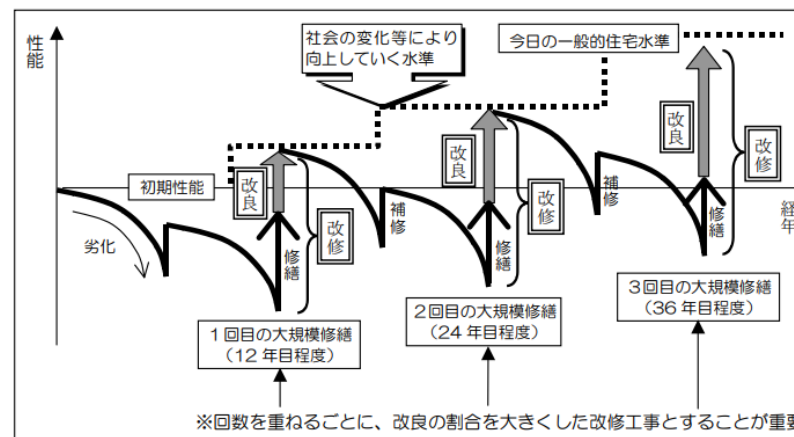 性能
社会の変化等により
向上していく水準
今日の一般的住宅水準
初期性能
劣化
改良
修繕
改修
補修
改良
修繕
改修
補修
改良
修繕
改修
経年
1回目の大規模修繕
(12 年目程度)
2回目の大規模修繕
(24 年目程度)
3回目の大規模修繕
(36 年目程度)
※回数を重ねるごとに、改良の割合を大きくした改修工事とすることが重要